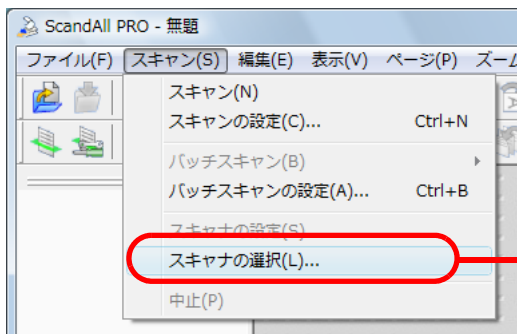 ScandAll PRO - 無題
ファイル(F) スキャン(S) 編集(E) 表示(V) ページ(P) ズーム
スキャン(N)
スキャンの設定(C)... Ctrl+N
バッチスキャン(B)
バッチスキャンの設定(A)... Ctrl+B
スキャナの設定(S)
スキャナの選択(L)...
中止(P)